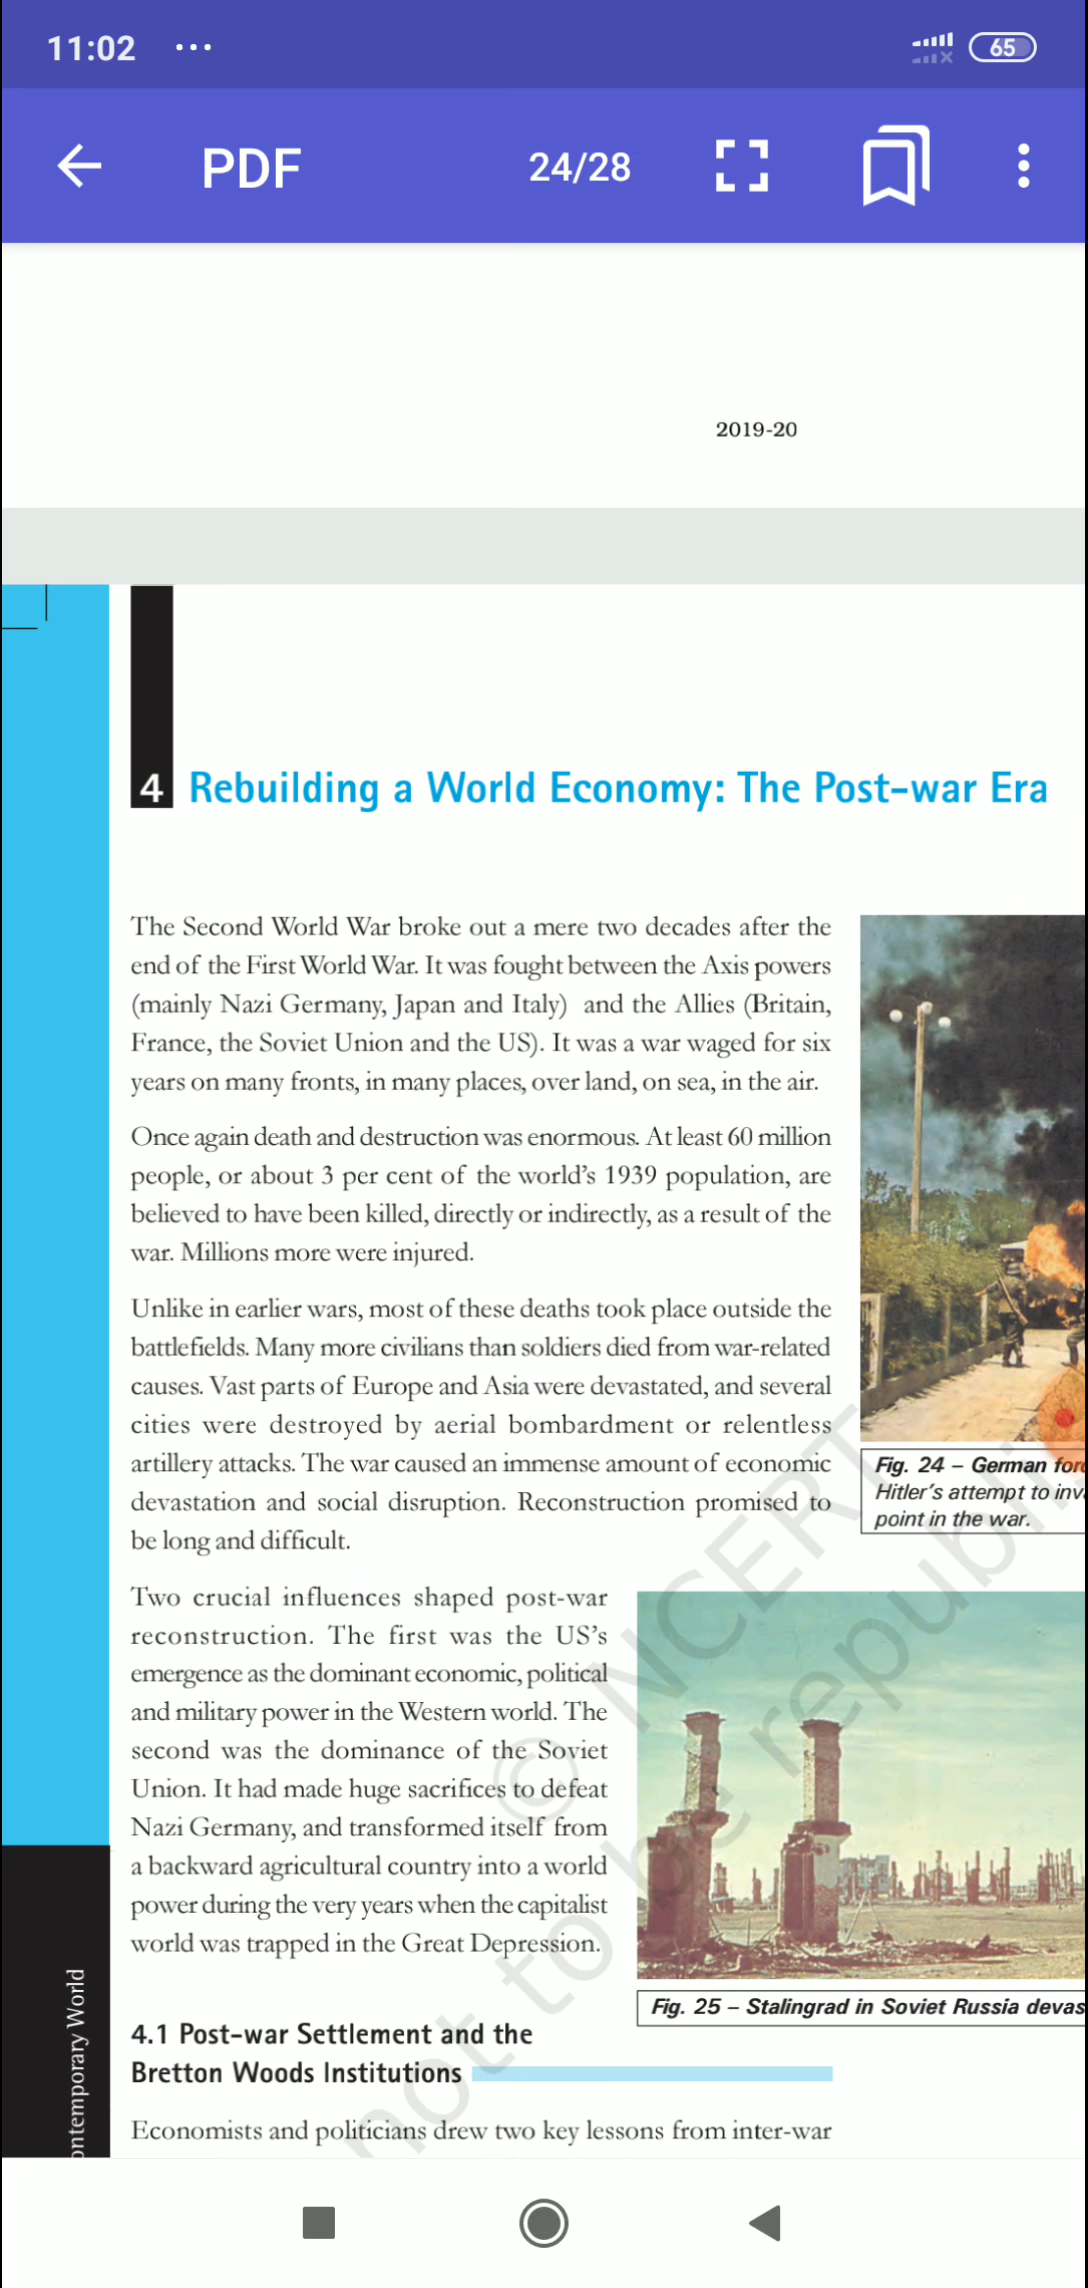 11:02 ...
65
PDF 24/28
2019-20
4 Rebuilding a World Economy: The Post-war Era
The Second World War broke out a mere two decades after the
end of the First World War. It was fought between the Axis powers
(mainly Nazi Germany, Japan and Italy) and the Allies (Britain,
France, the Soviet Union and the US). It was a war waged for six
years on many fronts, in many places, over land, on sea, in the air.
Once again death and destruction was enormous. At least 60 million
people, or about 3 per cent of the world's 1939 population, are
believed to have been killed, directly or indirectly, as a result of the
war. Millions more were injured.
Unlike in earlier wars, most of these deaths took place outside the
battlefields. Many more civilians than soldiers died from war-related
causes. Vast parts of Europe and Asia were devastated, and several
cities were destroyed by aerial bombardment or relentless
artillery attacks. The war caused an immense amount of economic
devastation and social disruption. Reconstruction promised to
be long and difficult.
Fig. 24 – German
Hitler's attempt to
point in the war.
Two crucial influences shaped post-war
reconstruction. The first was the US's
emergence as the dominant economic, political
and military power in the Western world. The
second was the dominance of the Soviet
Union. It had made huge sacrifices to defeat
Nazi Germany, and transformed itself from
a backward agricultural country into a world
power during the very years when the capitalist
world was trapped in the Great Depression.
Fig. 25 – Stalingrad in Soviet Russia
4.1 Post-war Settlement and the
Bretton Woods Institutions
Economists and politicians drew two key lessons from inter-war
World
© NCERT
not to be